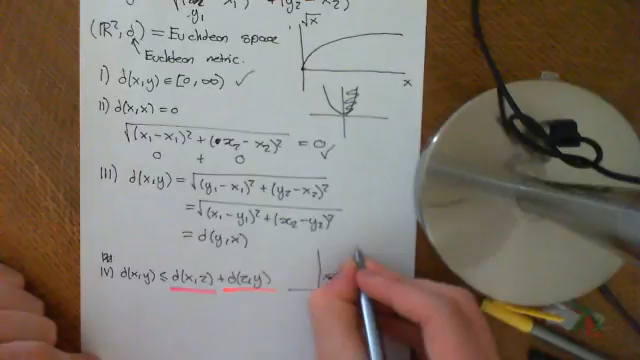 y₁
(ℝ², d) = Euclidean space
Euclidean metric.
√x
x
i) d(x,y) ∈ [0, ∞) ✓
ii) d(x,x) = 0
√(x₁ - x₁)² + (x₂ - x₂)² = 0 ✓
0 + 0
iii) d(x,y) = √(y₁ - x₁)² + (y₂ - x₂)²
= √(x₁ - y₁)² + (x₂ - y₂)²
= d(y,x)
iv) d(x,y) ≤ d(x,z) + d(z,y)